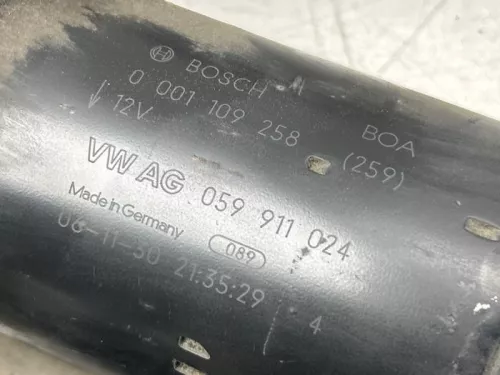 BOSCH
0 001 109 258 (259)
12V BOA
VW AG 059 911 024
Made in Germany 089
06-11-30 21:35:29 4